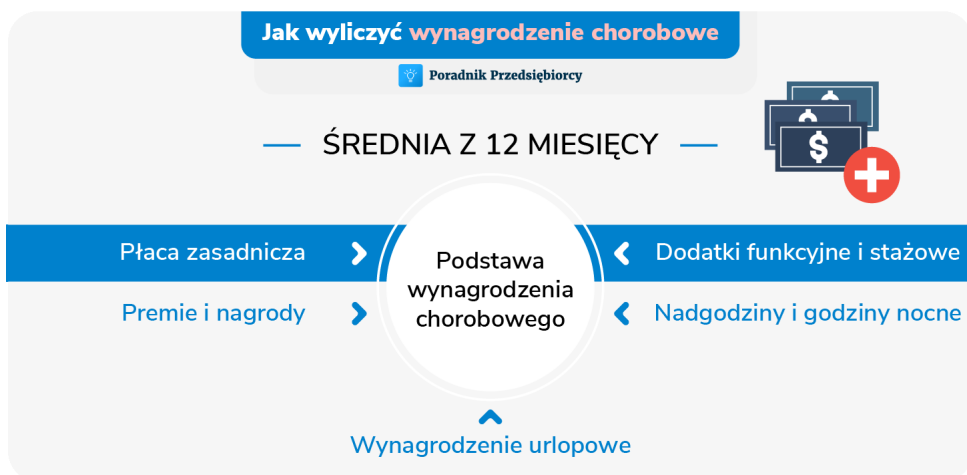 Jak wyliczyć wynagrodzenie chorobowe
Poradnik Przedsiębiorcy
ŚREDNIA Z 12 MIESIĘCY
Płaca zasadnicza
Dodatki funkcyjne i stażowe
Podstawa
wynagrodzenia
chorobowego
Premie i nagrody
Nadgodziny i godziny nocne
Wynagrodzenie urlopowe